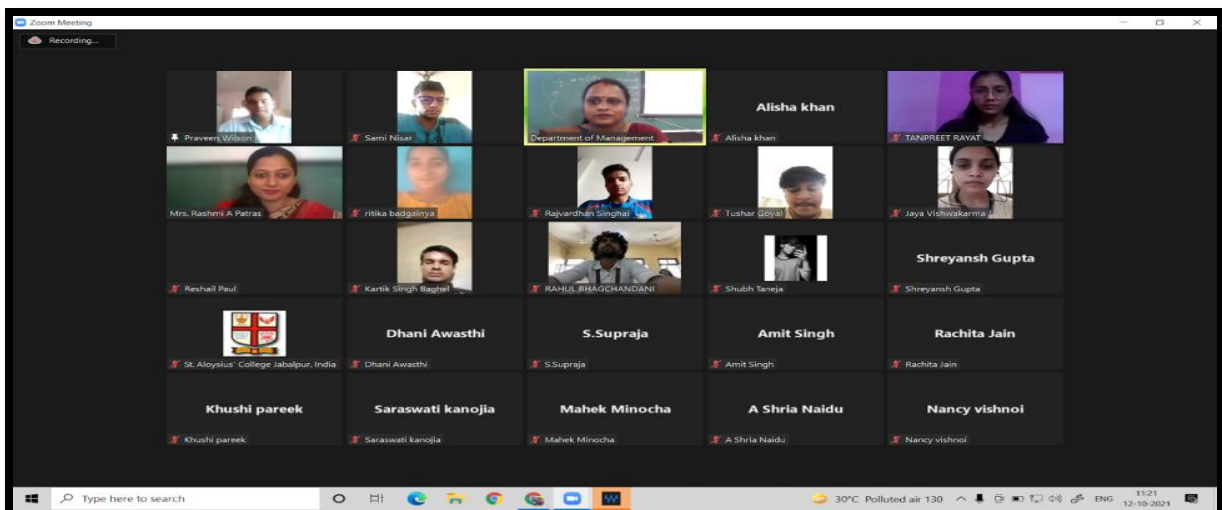 Zoom Meeting
Recording...
Praveen Wilson
Sami Nisar
Department of Management
Alisha khan
Alisha khan
TANPREET RAYAT
Mrs. Rashmi A Patras
ritika badgainya
Rajvardhan Singhai
Tushar Goyal
Jaya Vishwakarma
Reshail Paul
Kartik Singh Baghel
RAHUL BHAGCHANDANI
Shubh Taneja
Shreyansh Gupta
Shreyansh Gupta
St. Aloysius' College Jabalpur, India
Dhani Awasthi
Dhani Awasthi
S.Supraja
S.Supraja
Amit Singh
Amit Singh
Rachita Jain
Rachita Jain
Khushi pareek
Khushi pareek
Saraswati kanojia
Saraswati kanojia
Mahek Minocha
Mahek Minocha
A Shria Naidu
A Shria Naidu
Nancy vishnoi
Nancy vishnoi
Type here to search
30°C Polluted air 130
ENG
11:21
12-10-2021